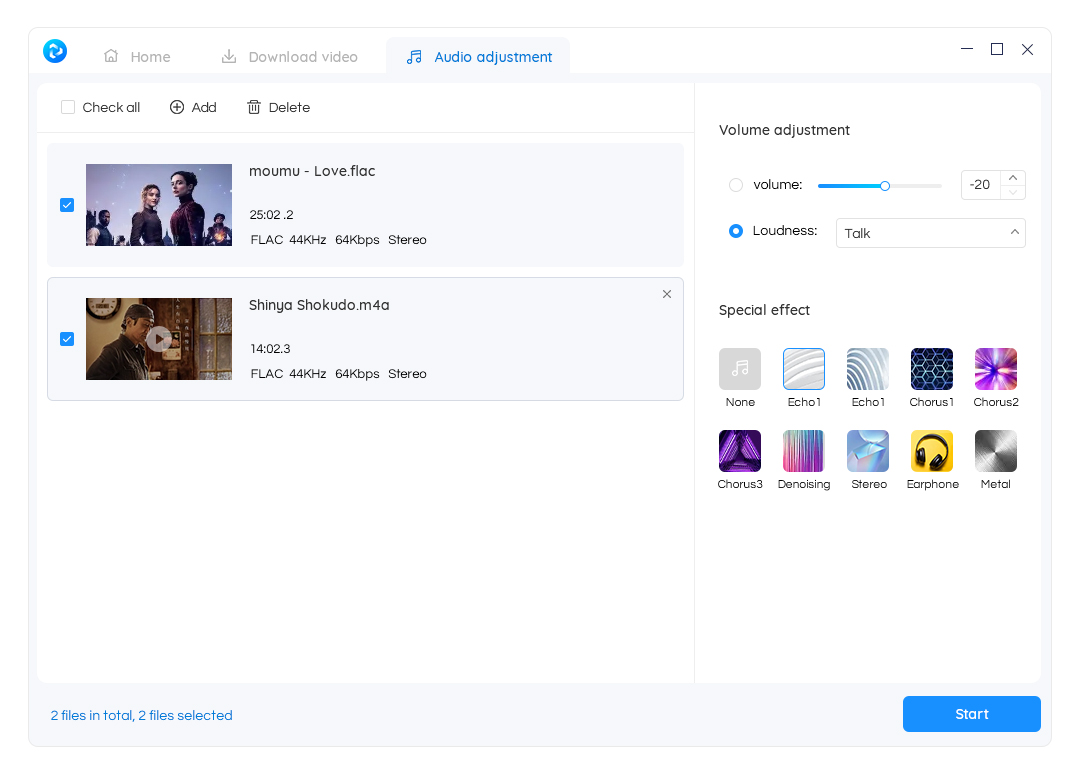 Home
Download video
Audio adjustment
Check all
Add
Delete
moumu - Love.flac
25:02 .2
FLAC 44KHz 64Kbps Stereo
Shinya Shokudo.m4a
14:02.3
FLAC 44KHz 64Kbps Stereo
Volume adjustment
volume:
-20
Loudness:
Talk
Special effect
None
Echo1
Echo1
Chorus1
Chorus2
Chorus3
Denoising
Stereo
Earphone
Metal
2 files in total, 2 files selected
Start